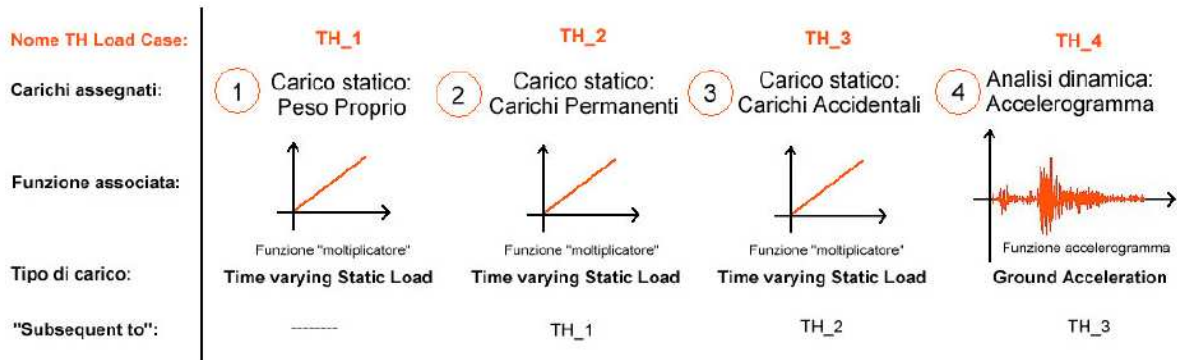 Nome TH Load Case: TH_1 TH_2 TH_3 TH_4
Carichi assegnati: 1 Carico statico: Peso Proprio 2 Carico statico: Carichi Permanenti 3 Carico statico: Carichi Accidentali 4 Analisi dinamica: Accelerogramma
Funzione associata:
Funzione "moltiplicatore" Funzione "moltiplicatore" Funzione "moltiplicatore" Funzione accelerogramma
Tipo di carico: Time varying Static Load Time varying Static Load Time varying Static Load Ground Acceleration
"Subsequent to": -------- TH_1 TH_2 TH_3